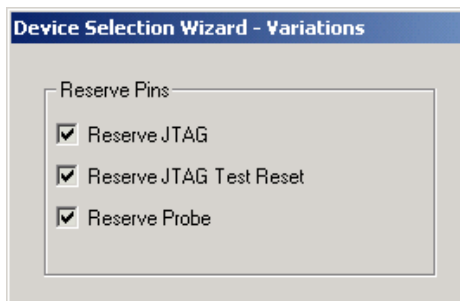 Device Selection Wizard - Variations
Reserve Pins
Reserve JTAG
Reserve JTAG Test Reset
Reserve Probe